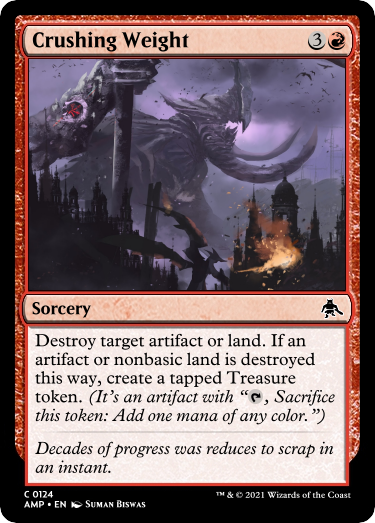 Crushing Weight 3
Sorcery
Destroy target artifact or land. If an
artifact or nonbasic land is destroyed
this way, create a tapped Treasure
token. (It's an artifact with “, Sacrifice
this token: Add one mana of any color.”)
Decades of progress was reduces to scrap in
an instant.
C 0124
AMP • EN Suman Biswas
™ & © 2021 Wizards of the Coast